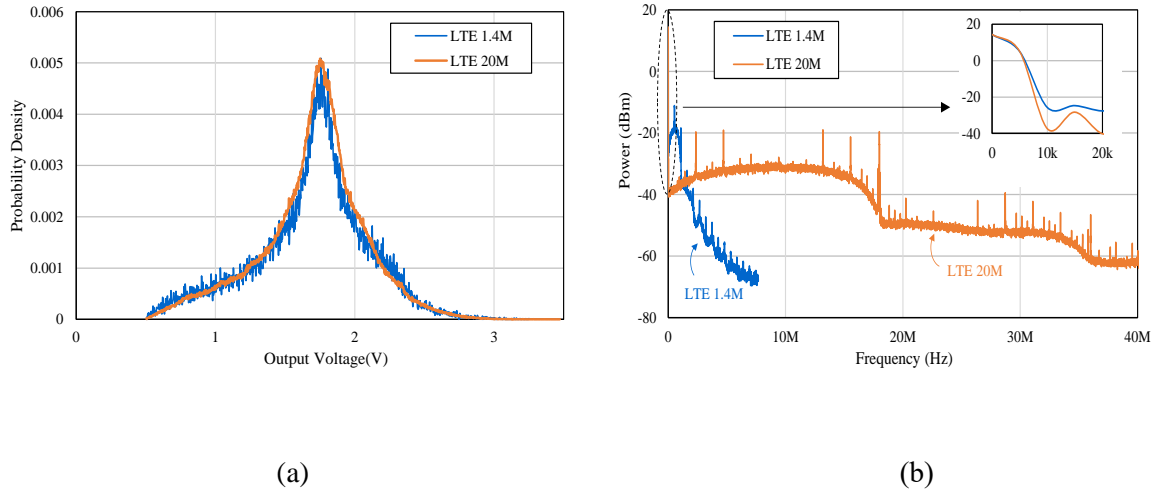 0.006
0.005
0.004
0.003
0.002
0.001
0
Probability Density
0
1
2
3
Output Voltage(V)
LTE 1.4M
LTE 20M
(a)
20
0
-20
-40
-60
-80
Power (dBm)
0
10M
20M
30M
40M
Frequency (Hz)
LTE 1.4M
LTE 20M
LTE 1.4M
LTE 20M
20
0
-20
-40
0
10k
20k
(b)